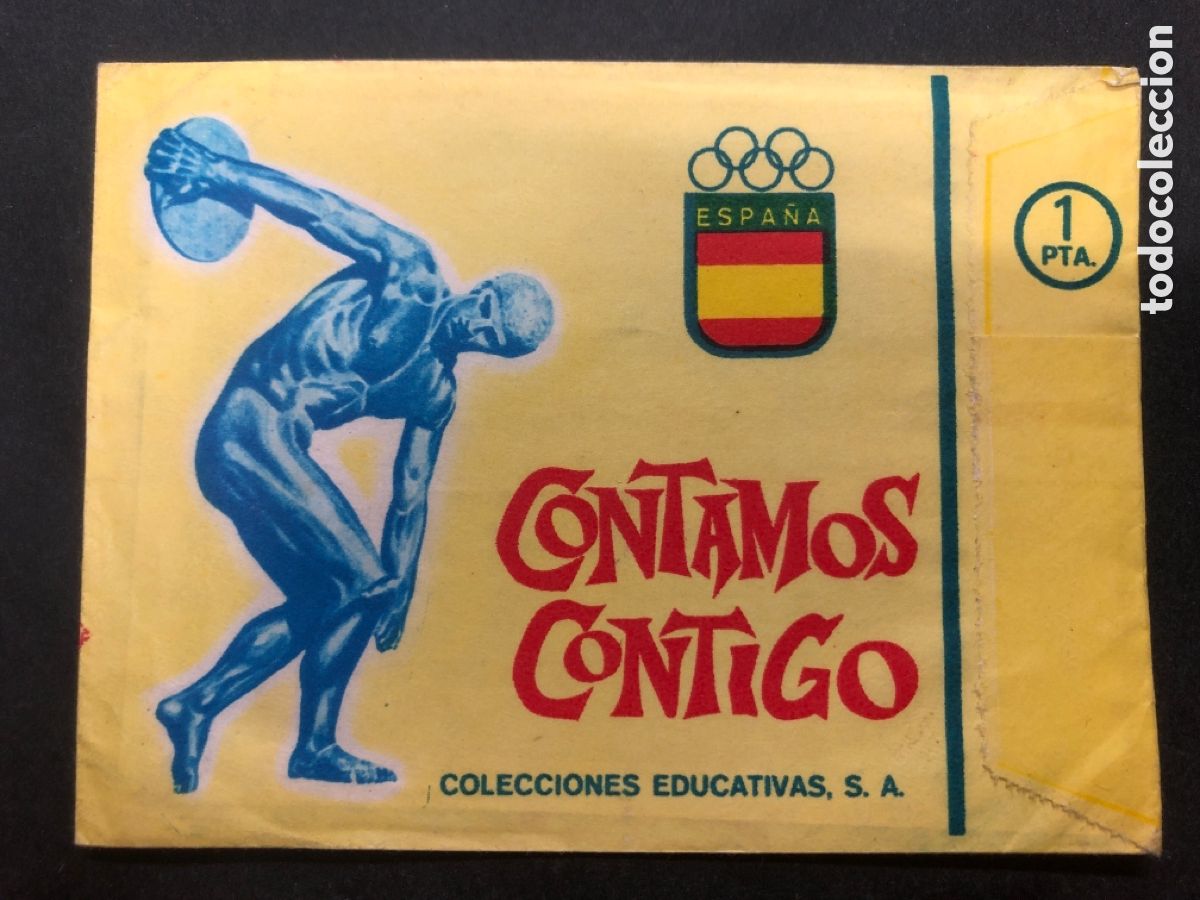 ESPAÑA
1
PTA.
CONTAMOS
CONTIGO
COLECCIONES EDUCATIVAS, S. A.
todocoleccion